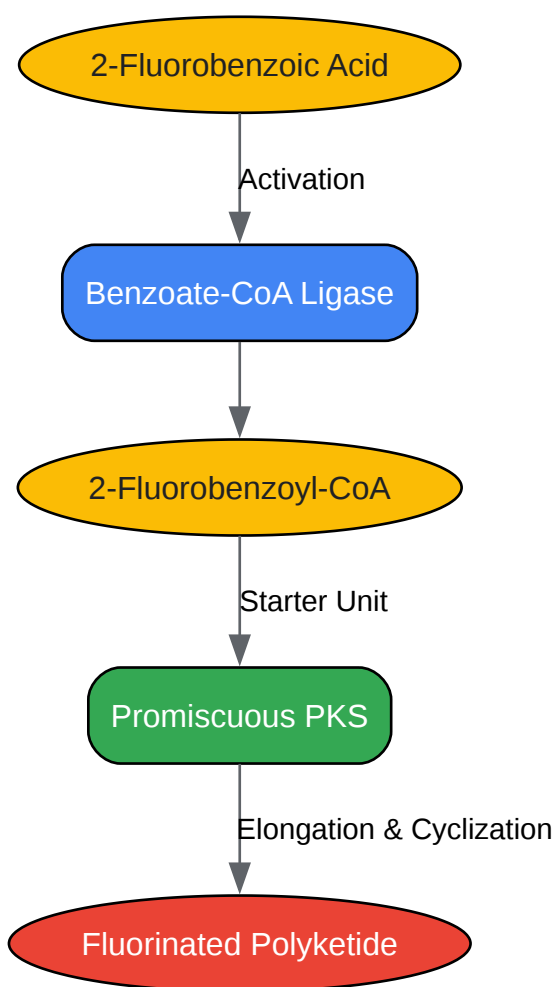 2-Fluorobenzoic Acid
Activation
Benzoate-CoA Ligase
2-Fluorobenzoyl-CoA
Starter Unit
Promiscuous PKS
Elongation & Cyclization
Fluorinated Polyketide